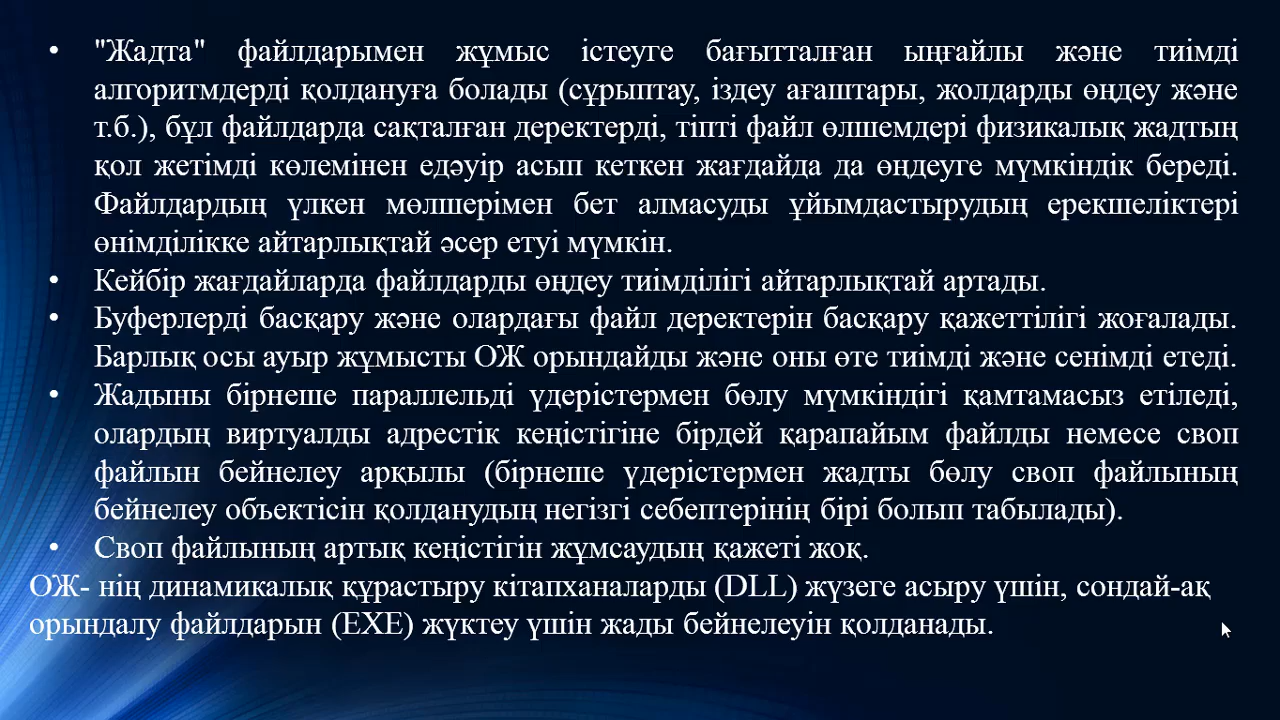 • "Жадта" файлдарымен жұмыс істеуге бағытталған ыңғайлы және тиімді
алгоритмдерді қолдануға болады (сұрыптау, іздеу ағаштары, жолдарды өңдеу және
т.б.), бұл файлдарда сақталған деректерді, тіпті файл өлшемдері физикалық жадтың
қол жетімді көлемінен едәуір асып кеткен жағдайда да өңдеуге мүмкіндік береді.
Файлдардың үлкен мөлшерімен бет алмасуды ұйымдастырудың ерекшеліктері
өнімділікке айтарлықтай әсер етуі мүмкін.
• Кейбір жағдайларда файлдарды өңдеу тиімділігі айтарлықтай артады.
• Буферлерді басқару және олардағы файл деректерін басқару қажеттілігі жоғалады.
Барлық осы ауыр жұмысты ОЖ орындайды және оны өте тиімді және сенімді етеді.
• Жадыны бірнеше параллельді үдерістермен бөлу мүмкіндігі қамтамасыз етіледі,
олардың виртуалды адрестік кеңістігіне бірдей қарапайым файлды немесе своп
файлын бейнелеу арқылы (бірнеше үдерістермен жадты бөлу своп файлының
бейнелеу объектісін қолданудың негізгі себептерінің бірі болып табылады).
• Своп файлының артық кеңістігін жұмсаудың қажеті жоқ.
ОЖ- нің динамикалық құрастыру кітапханаларды (DLL) жүзеге асыру үшін, сондай-ақ
орындалу файлдарын (EXE) жүктеу үшін жады бейнелеуін қолданады.